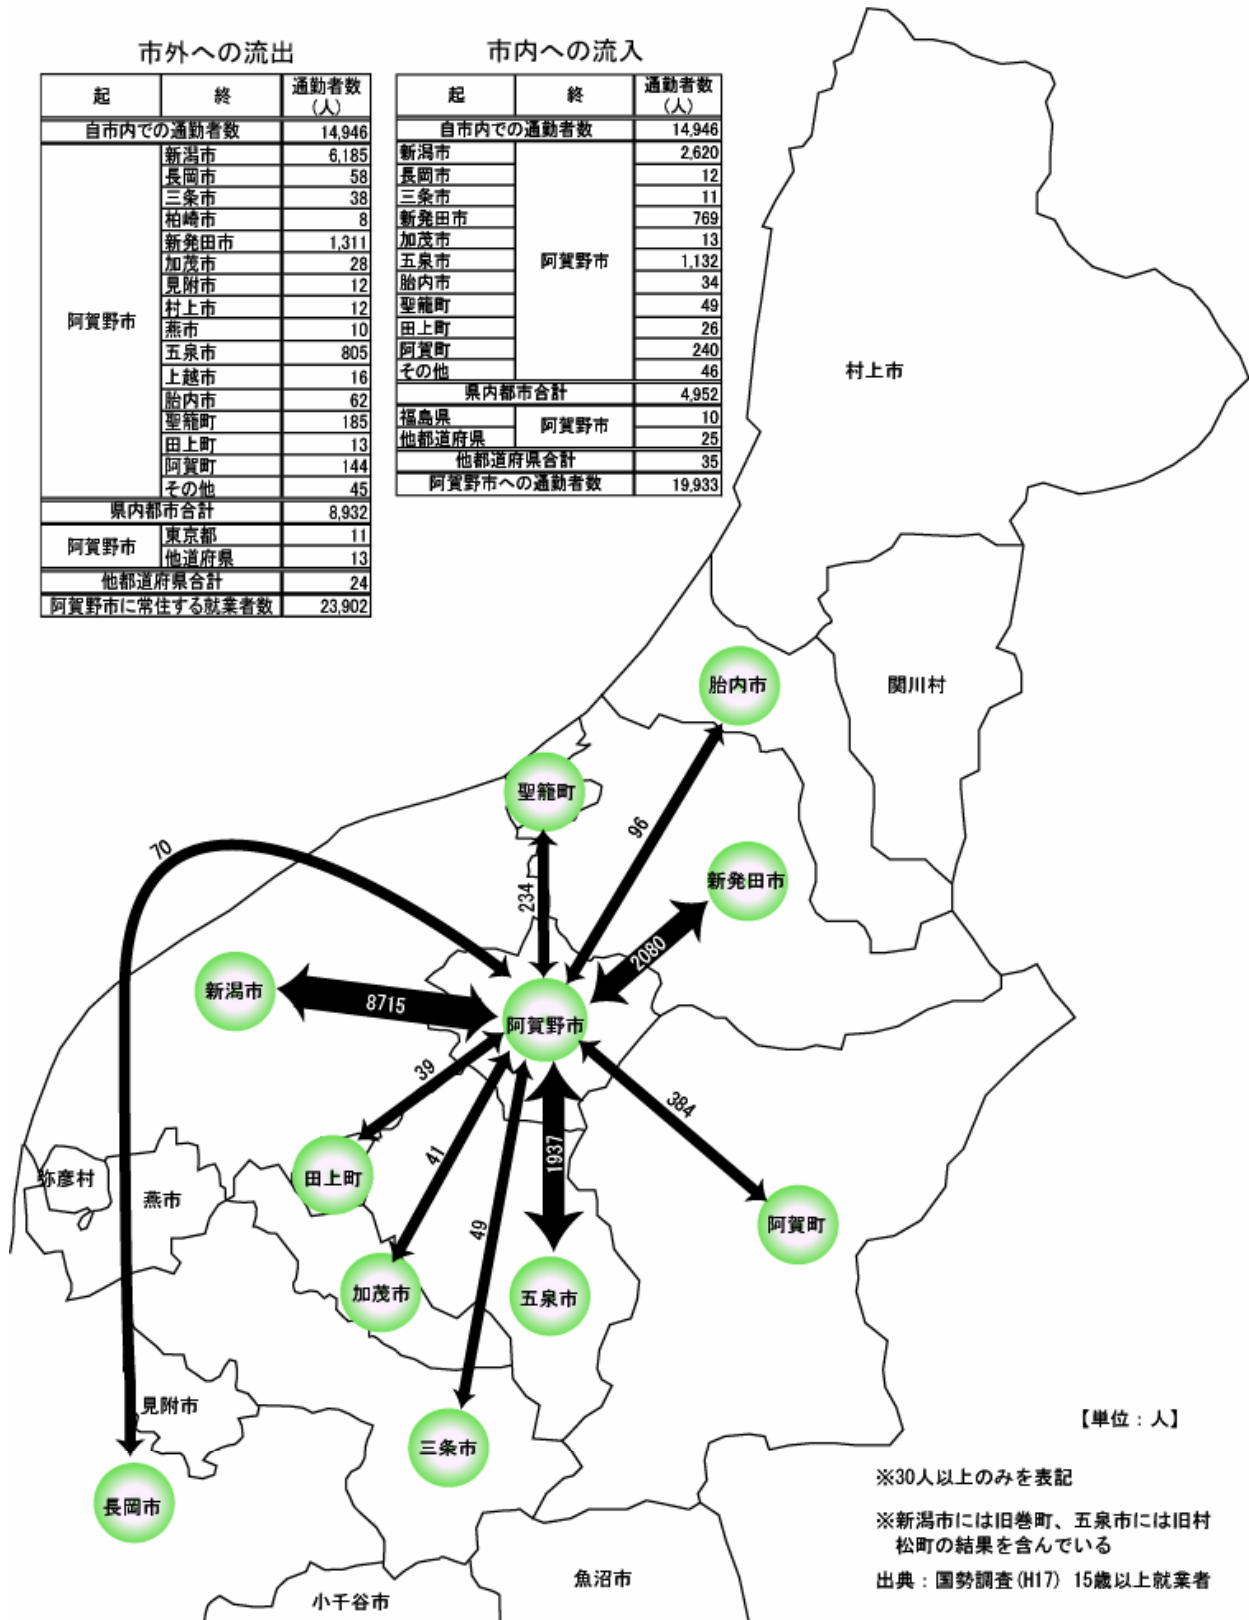 市外への流出
起 終 通勤者数(人)
自市内での通勤者数 14,946
阿賀野市 新潟市 6,185
長岡市 58
三条市 38
柏崎市 8
新発田市 1,311
加茂市 28
見附市 12
村上市 12
燕市 10
五泉市 805
上越市 16
胎内市 62
聖籠町 185
田上町 13
阿賀町 144
その他 45
県内都市合計 8,932
阿賀野市 東京都 11
他道府県 13
他都道府県合計 24
阿賀野市に常住する就業者数 23,902
市内への流入
起 終 通勤者数(人)
自市内での通勤者数 14,946
新潟市 阿賀野市 2,620
長岡市 12
三条市 11
新発田市 769
加茂市 13
五泉市 1,132
胎内市 34
聖籠町 49
田上町 26
阿賀町 240
その他 46
県内都市合計 4,952
福島県 阿賀野市 10
他都道府県 25
他都道府県合計 35
阿賀野市への通勤者数 19,933
村上市
関川村
胎内市
聖籠町
96
70
新発田市
234
2080
新潟市
8715
阿賀野市
39
384
41
1937
弥彦村
田上町
燕市
49
阿賀町
加茂市
五泉市
見附市
三条市
長岡市
魚沼市
小千谷市
【単位：人】
※30人以上のみを表記
※新潟市には旧巻町、五泉市には旧村
松町の結果を含んでいる
出典：国勢調査(H17) 15歳以上就業者